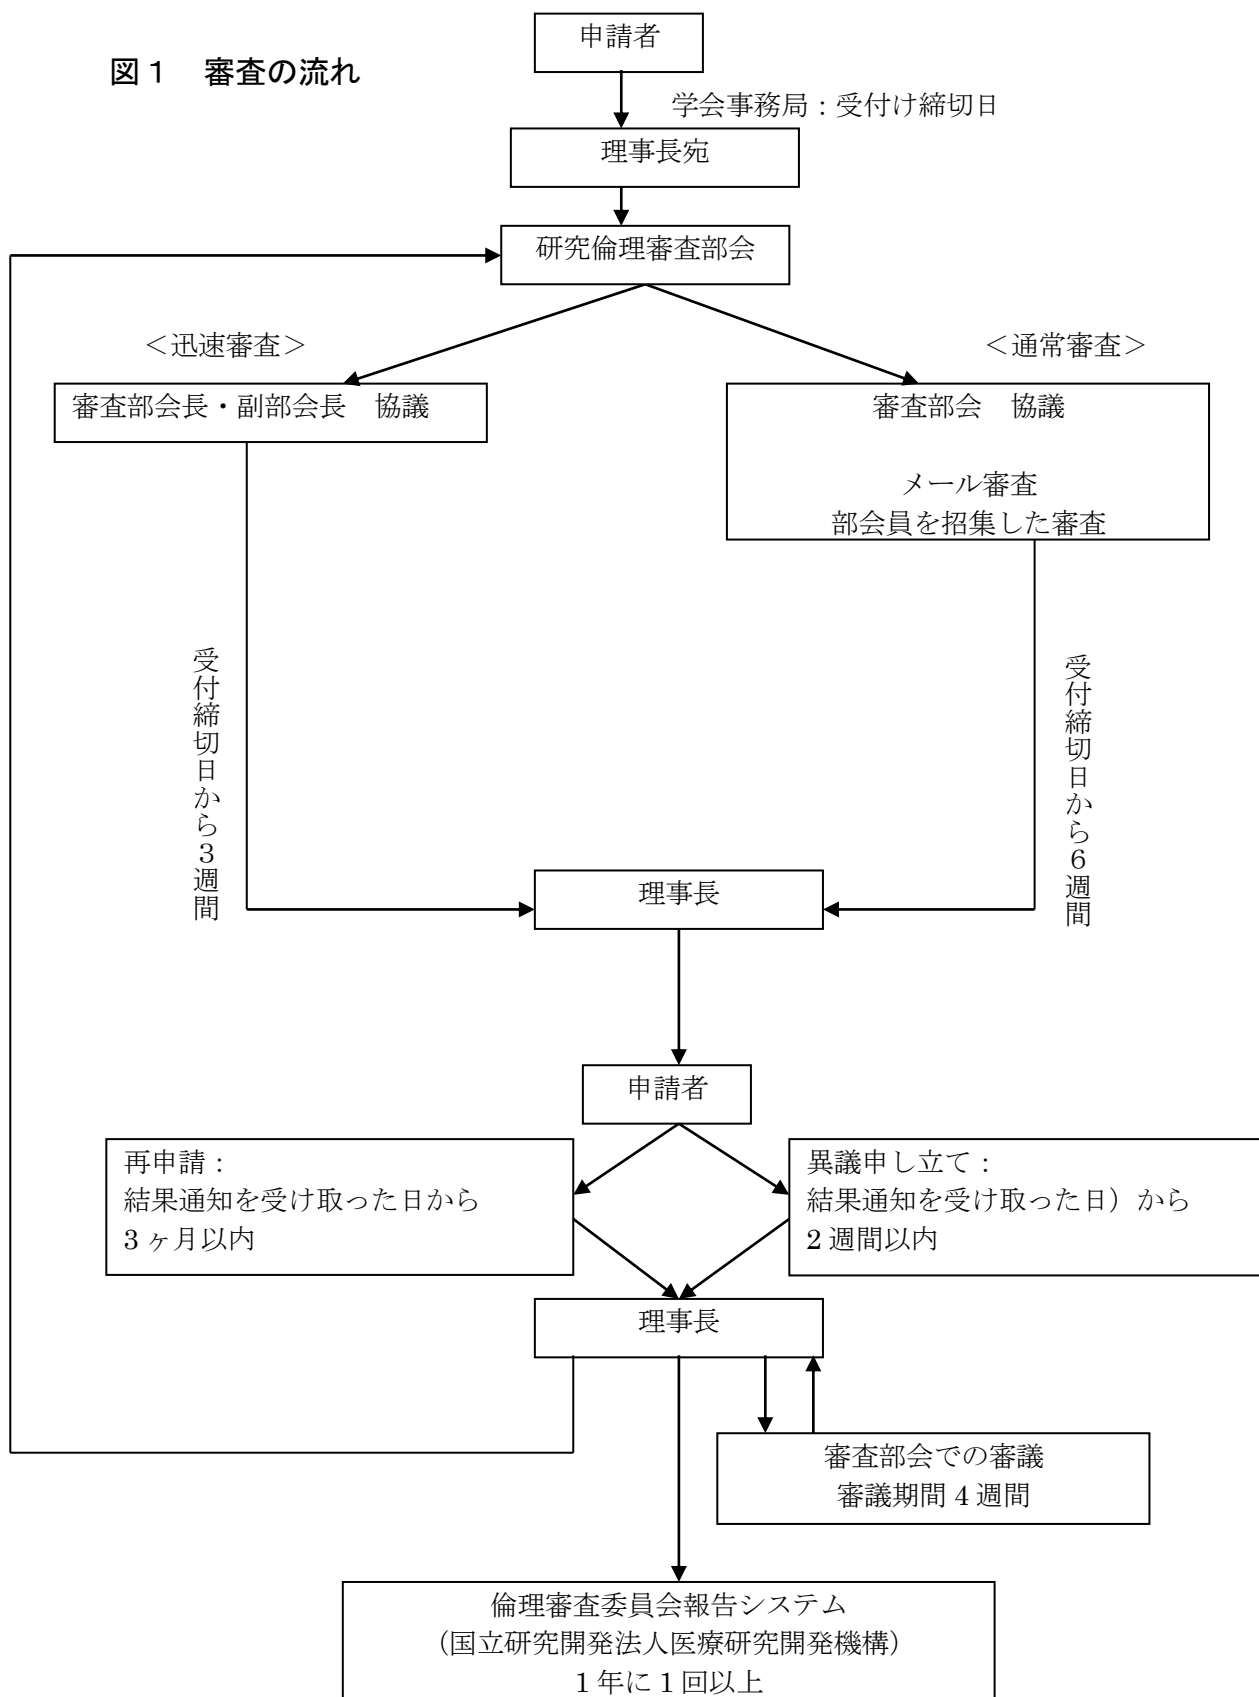 申請者
図1　審査の流れ
学会事務局：受付け締切日
理事長宛
研究倫理審査部会
＜迅速審査＞
＜通常審査＞
審査部会長・副部会長　協議
審査部会　協議
メール審査
部会員を招集した審査
受付締切日から３週間
受付締切日から６週間
理事長
申請者
再申請：
結果通知を受け取った日から
3ヶ月以内
異議申し立て：
結果通知を受け取った日）から
2週間以内
理事長
審査部会での審議
審議期間4週間
倫理審査委員会報告システム
（国立研究開発法人医療研究開発機構）
1年に1回以上